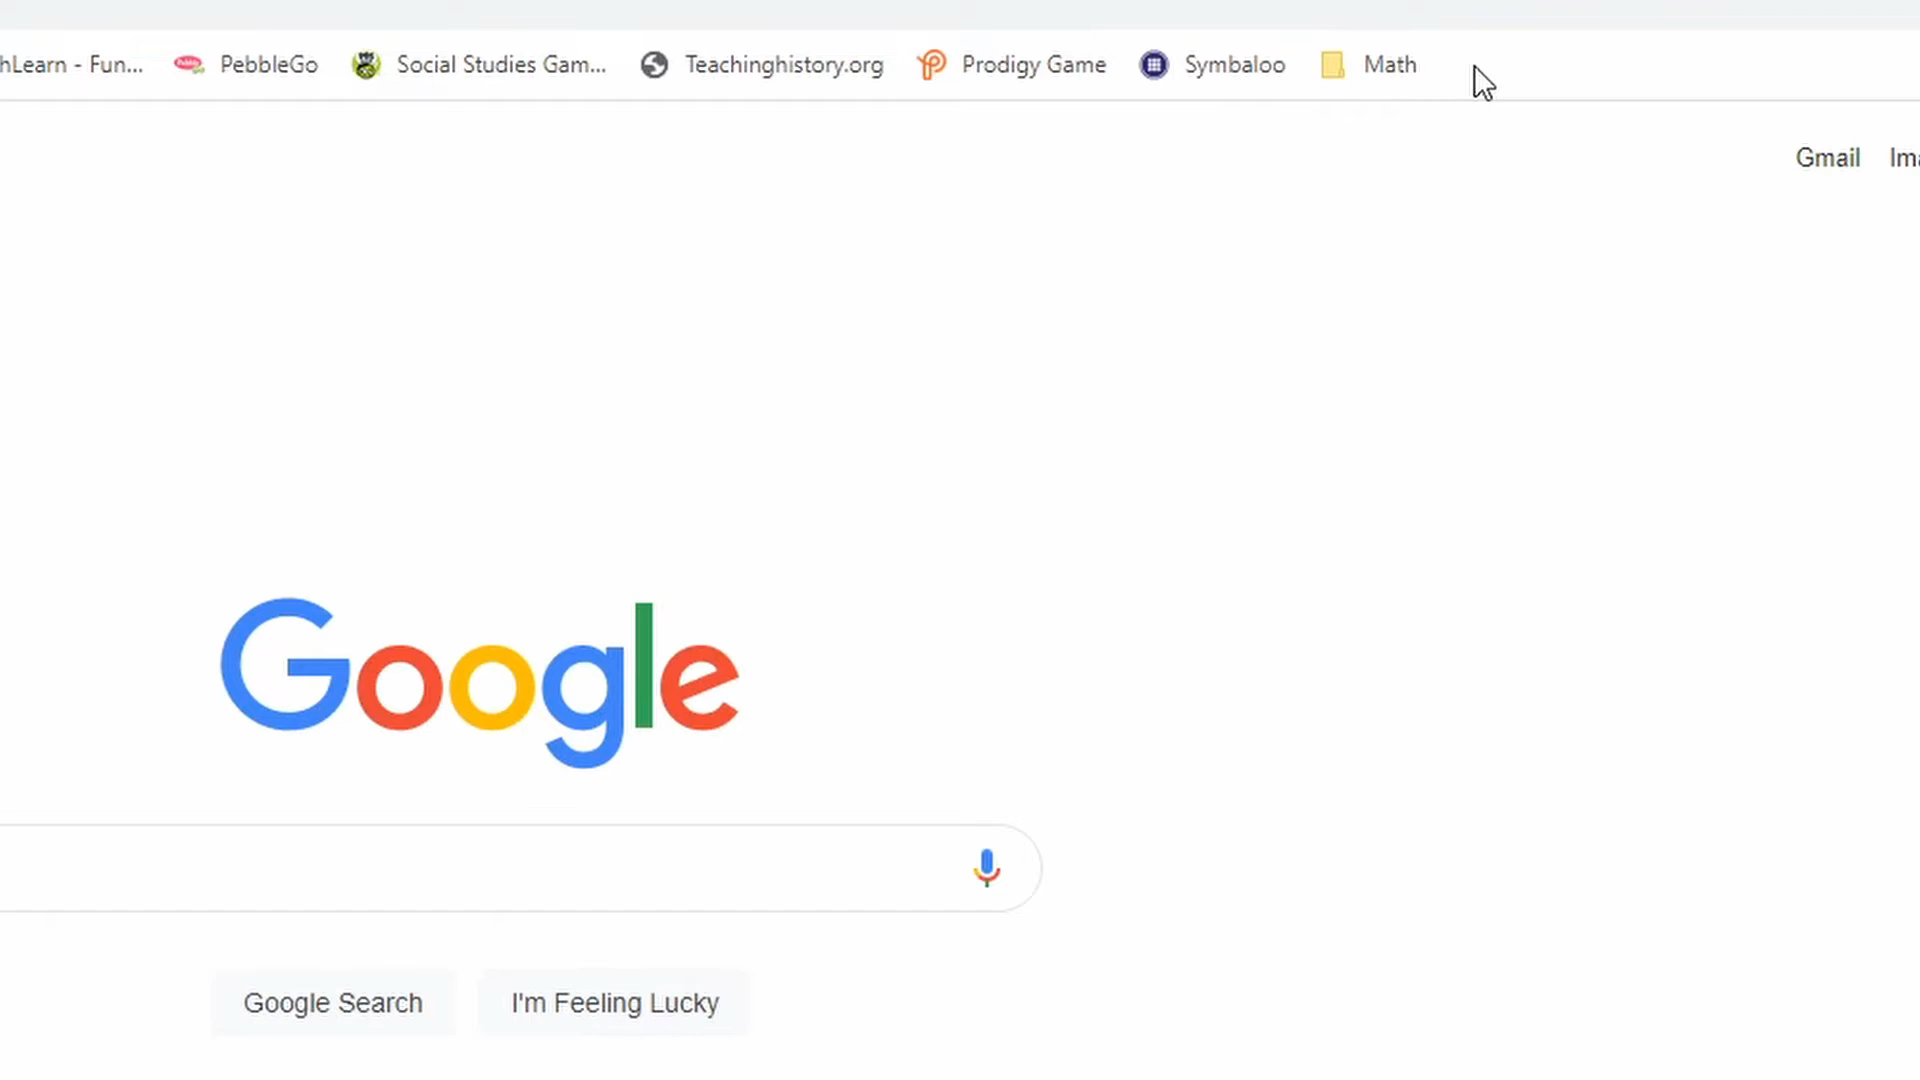 hLearn - Fun... PebbleGo Social Studies Gam... Teachinghistory.org Prodigy Game Symbaloo Math
Gmail Ima
Google
Google Search I'm Feeling Lucky